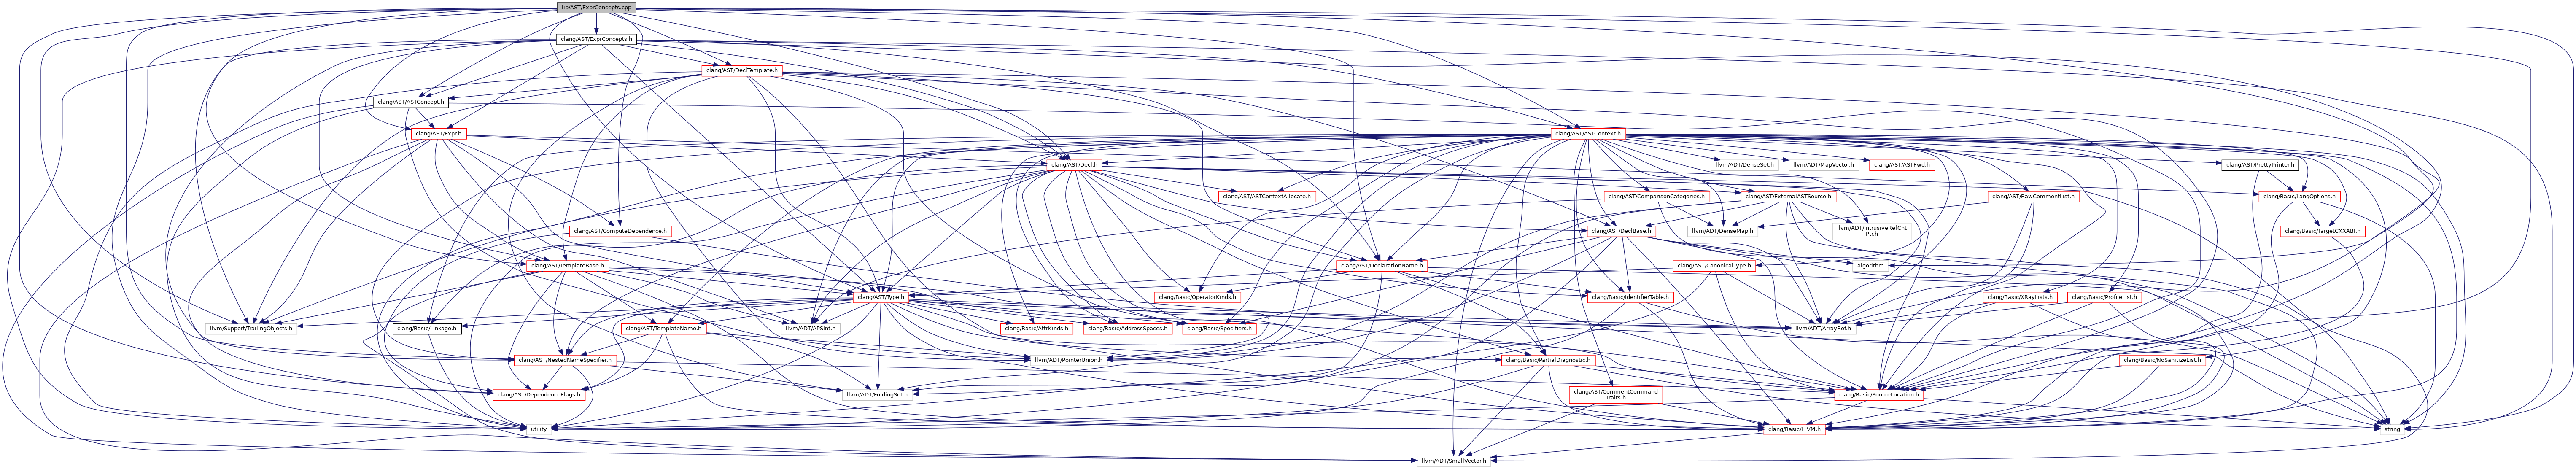 lib/AST/ExprConcepts.cpp
clang/AST/ExprConcepts.h
clang/AST/DeclTemplate.h
clang/AST/ASTConcept.h
clang/AST/Expr.h
clang/AST/ASTContext.h
clang/AST/Decl.h
llvm/ADT/DenseSet.h
llvm/ADT/MapVector.h
clang/AST/ASTFwd.h
clang/AST/PrettyPrinter.h
clang/AST/ASTContextAllocate.h
clang/AST/ComparisonCategories.h
clang/AST/ExternalASTSource.h
clang/AST/RawCommentList.h
clang/Basic/LangOptions.h
clang/AST/ComputeDependence.h
clang/AST/DeclBase.h
llvm/ADT/DenseMap.h
llvm/ADT/IntrusiveRefCnt
Ptr.h
clang/Basic/TargetCXXABI.h
clang/AST/TemplateBase.h
clang/AST/DeclarationName.h
clang/AST/CanonicalType.h
algorithm
clang/AST/Type.h
clang/Basic/OperatorKinds.h
clang/Basic/IdentifierTable.h
clang/Basic/XRayLists.h
clang/Basic/ProfileList.h
llvm/Support/TrailingObjects.h
clang/Basic/Linkage.h
clang/AST/TemplateName.h
llvm/ADT/APSInt.h
clang/Basic/AttrKinds.h
clang/Basic/AddressSpaces.h
clang/Basic/Specifiers.h
llvm/ADT/ArrayRef.h
clang/AST/NestedNameSpecifier.h
llvm/ADT/PointerUnion.h
clang/Basic/PartialDiagnostic.h
clang/Basic/NoSanitizeList.h
clang/AST/DependenceFlags.h
llvm/ADT/FoldingSet.h
clang/AST/CommentCommand
Traits.h
clang/Basic/SourceLocation.h
utility
clang/Basic/LLVM.h
string
llvm/ADT/SmallVector.h